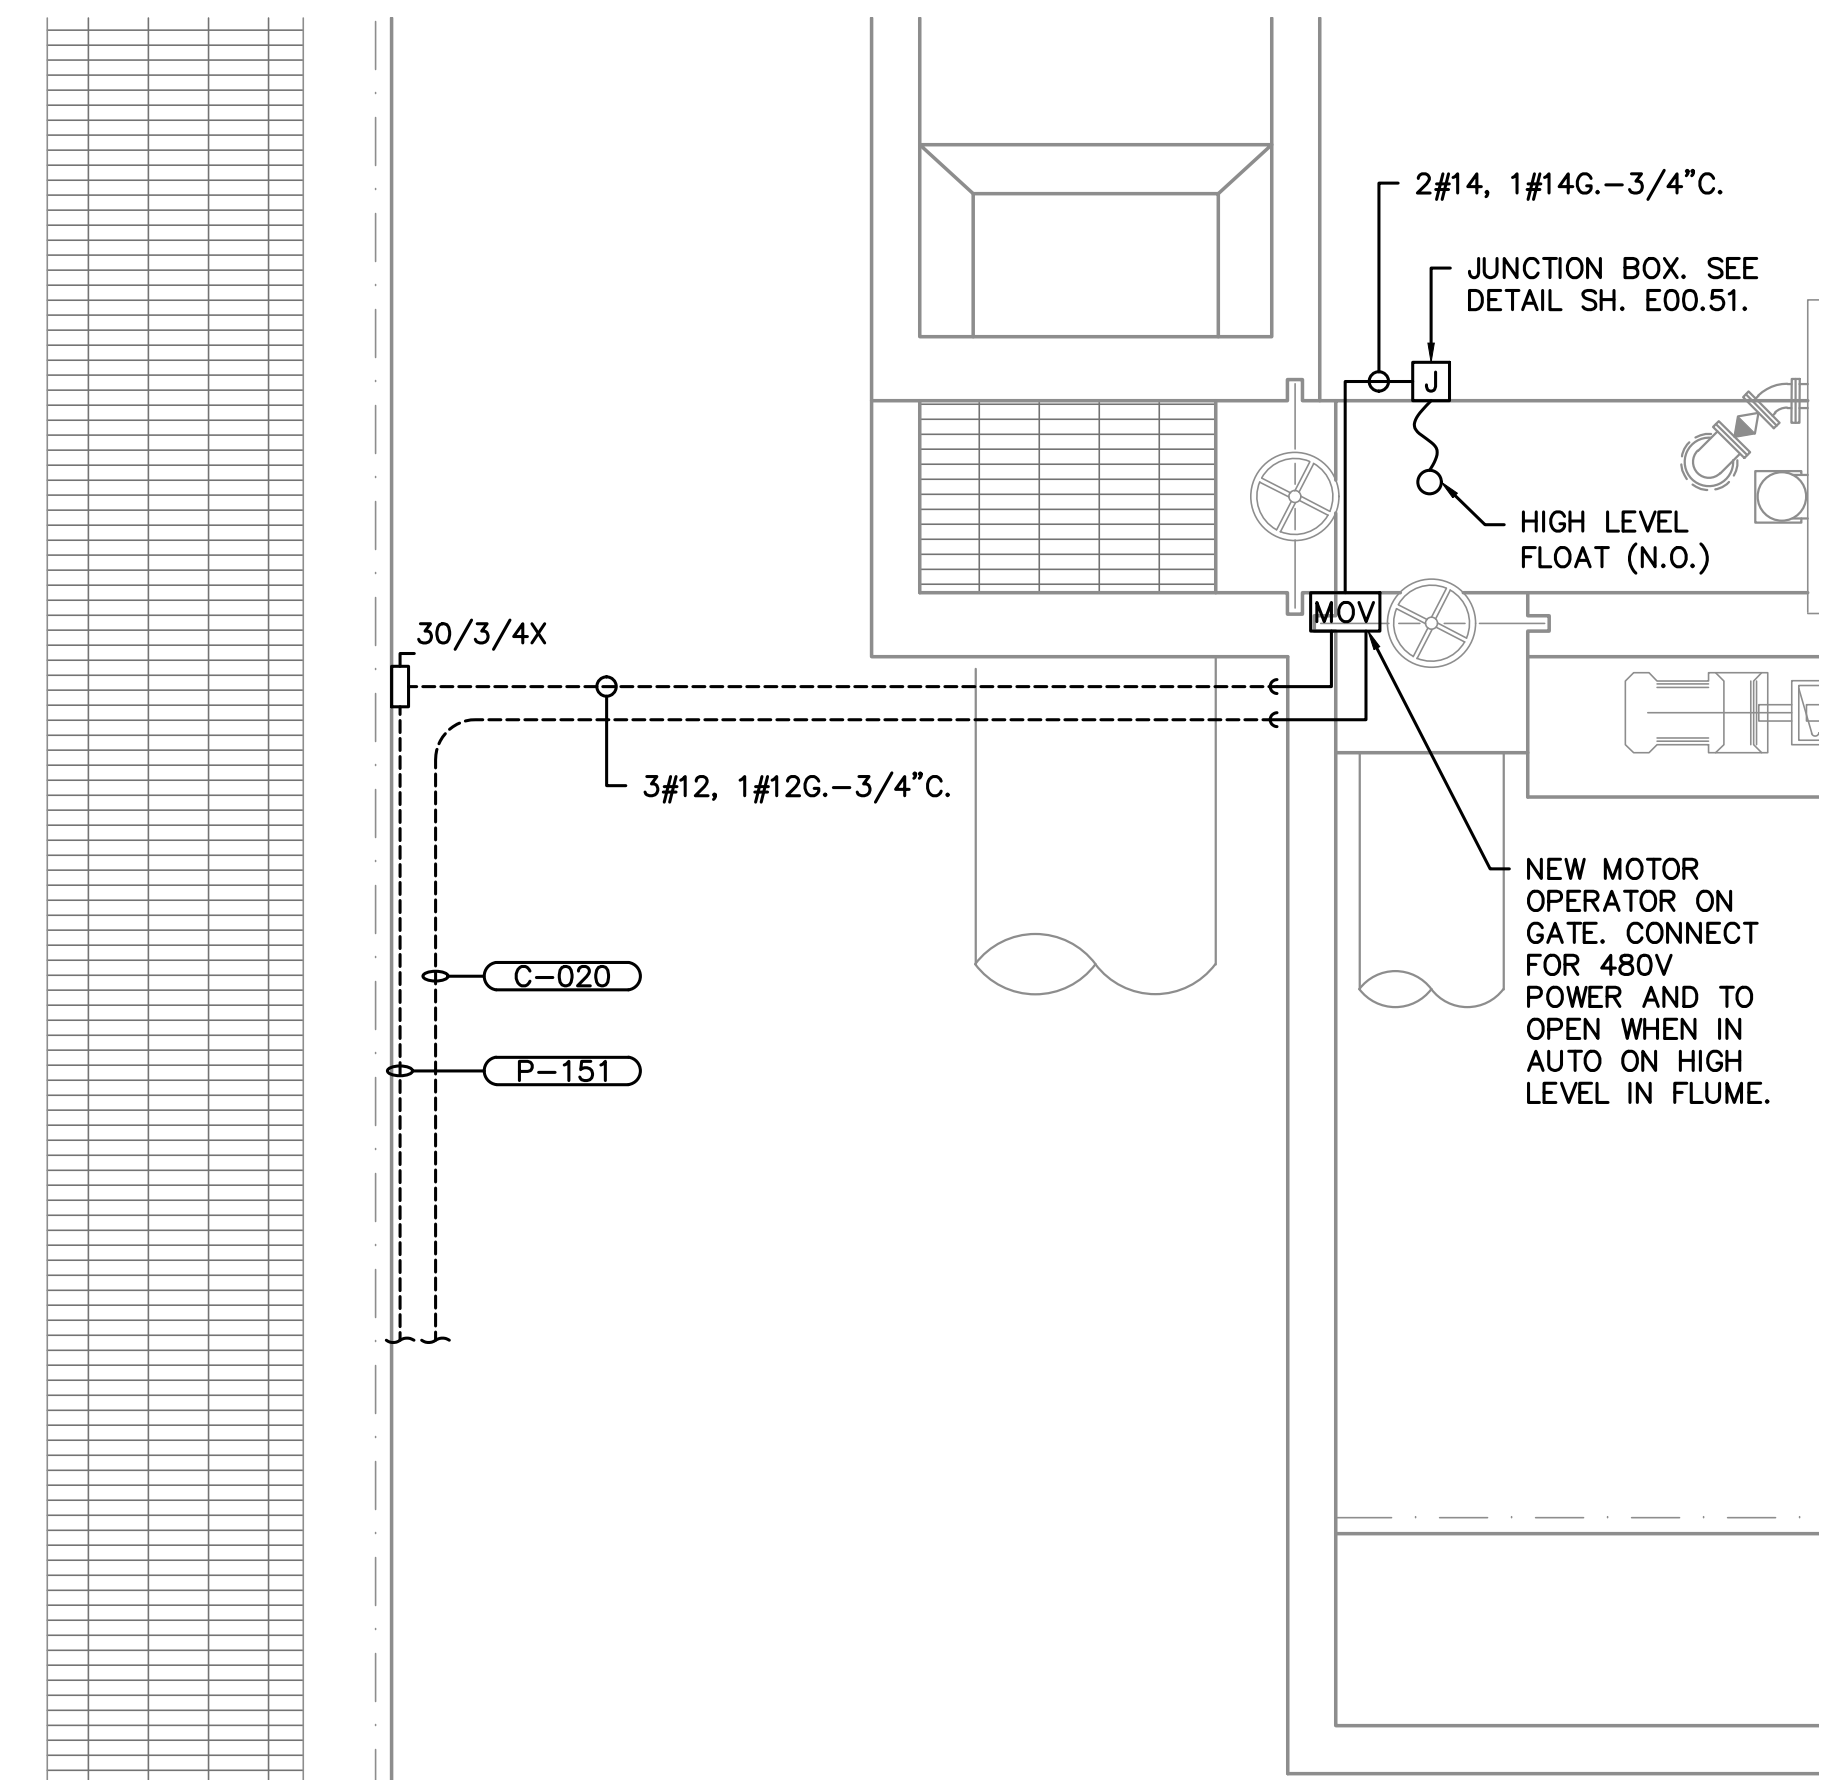 2#14, 1#14G.-3/4"C.
JUNCTION BOX. SEE
DETAIL SH. E00.51.
J
HIGH LEVEL
FLOAT (N.O.)
MOV
30/3/4X
3#12, 1#12G.-3/4"C.
NEW MOTOR
OPERATOR ON
GATE. CONNECT
FOR 480V
POWER AND TO
OPEN WHEN IN
AUTO ON HIGH
LEVEL IN FLUME.
C-020
P-151